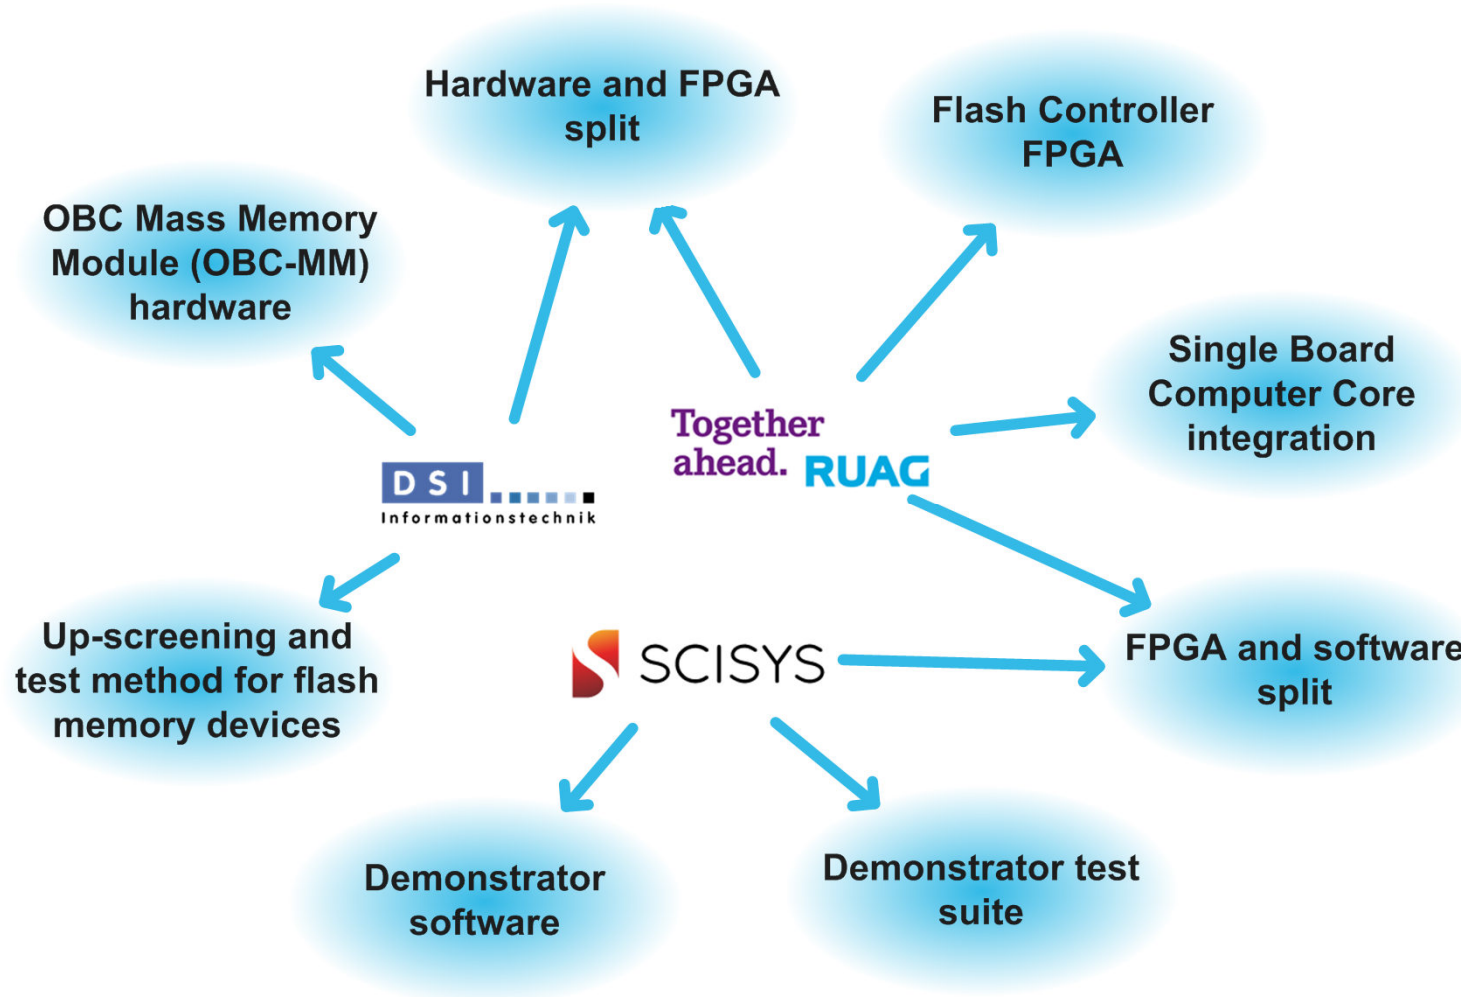 Hardware and FPGA
split
Flash Controller
FPGA
OBC Mass Memory
Module (OBC-MM)
hardware
Single Board
Computer Core
integration
Together
ahead. RUAG
DSI
Informationstechnik
Up-screening and
test method for flash
memory devices
SCISYS
FPGA and software
split
Demonstrator
software
Demonstrator test
suite